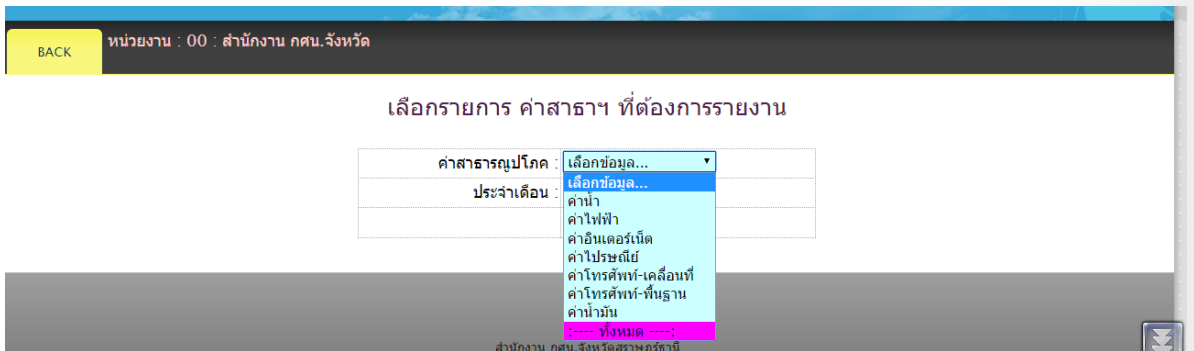 BACK
หน่วยงาน : 00 : สำนักงาน กศน.จังหวัด
เลือกรายการ ค่าสาธาฯ ที่ต้องการรายงาน
ค่าสาธารณูปโภค : เลือกข้อมูล...
ประจำเดือน :
เลือกข้อมูล...
ค่าน้ำ
ค่าไฟฟ้า
ค่าอินเตอร์เน็ต
ค่าไปรษณีย์
ค่าโทรศัพท์-เคลื่อนที่
ค่าโทรศัพท์-พื้นฐาน
ค่าน้ำมัน
:---- ทั้งหมด ----:
สำนักงาน กศน.จังหวัดสุราษฎร์ธานี